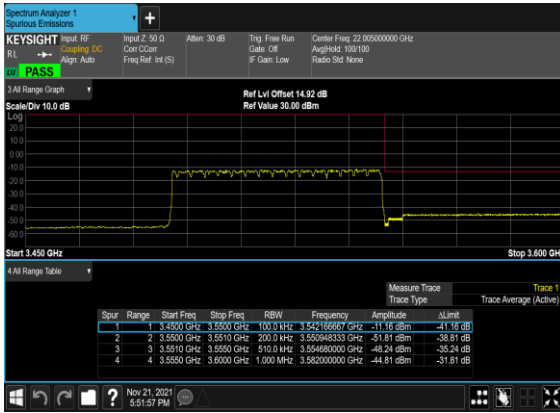 Spectrum Analyzer 1
Spurious Emissions
KEYSIGHT Input: RF Input Z: 50 Ω Atten: 30 dB Trig: Free Run Center Freq: 22.005000000 GHz
RL Coupling: DC Corr CCorr Gate: Off Avg|Hold: 100/100
Align: Auto Freq Ref: Int (S) IF Gain: Low Radio Std: None
PASS
3 All Range Graph
Ref Lvl Offset 14.92 dB
Scale/Div 10.0 dB Ref Value 30.00 dBm
Log
20.0
10.0
0.00
-10.0
-20.0
-30.0
-40.0
-50.0
-60.0
Start 3.450 GHz Stop 3.600 GH
4 All Range Table
Measure Trace Trace 1
Trace Type Trace Average (Active)
Spur Range Start Freq Stop Freq RBW Frequency Amplitude ΔLimit
1 1 3.4500 GHz 3.5500 GHz 100.0 kHz 3.542166667 GHz -11.16 dBm -41.16 dB
2 2 3.5500 GHz 3.5510 GHz 200.0 kHz 3.550948333 GHz -51.81 dBm -38.81 dB
3 3 3.5510 GHz 3.5550 GHz 510.0 kHz 3.554680000 GHz -48.24 dBm -35.24 dB
4 4 3.5550 GHz 3.6000 GHz 1.000 MHz 3.582000000 GHz -44.81 dBm -31.81 dB
Nov 21, 2021
5:51:57 PM